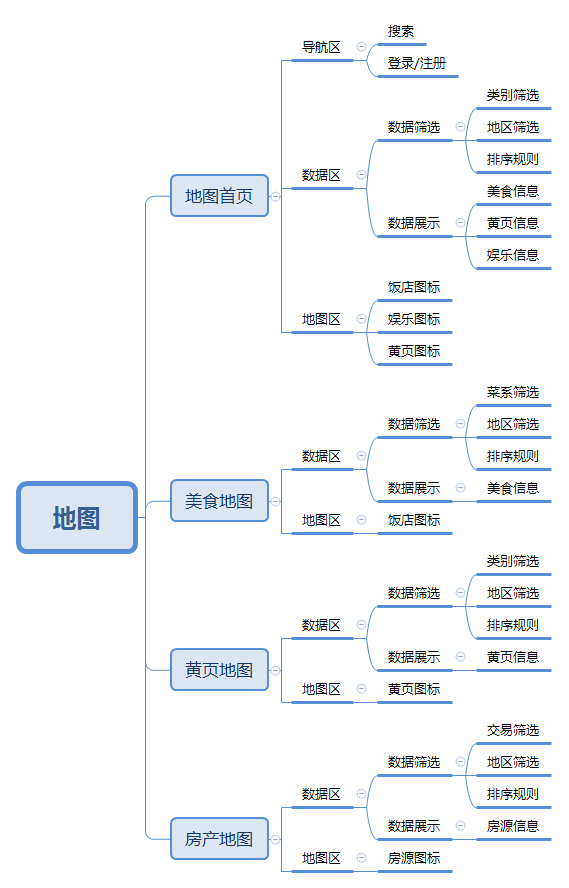 地图
地图首页
导航区
搜索
登录/注册
数据区
数据筛选
类别筛选
地区筛选
排序规则
数据展示
美食信息
黄页信息
娱乐信息
地图区
饭店图标
娱乐图标
黄页图标
美食地图
数据区
数据筛选
菜系筛选
地区筛选
排序规则
数据展示
美食信息
地图区
饭店图标
黄页地图
数据区
数据筛选
类别筛选
地区筛选
排序规则
数据展示
黄页信息
地图区
黄页图标
房产地图
数据区
数据筛选
交易筛选
地区筛选
排序规则
数据展示
房源信息
地图区
房源图标